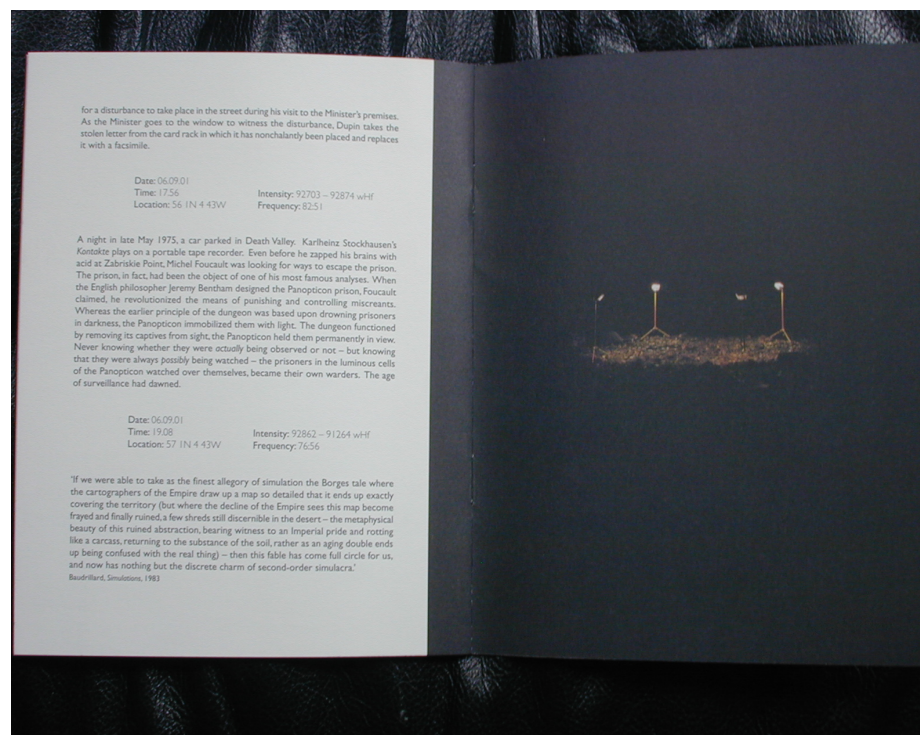 for a disturbance to take place in the street during his visit to the Minister's premises.
As the Minister goes to the window to witness the disturbance, Dupin takes the
stolen letter from the card rack in which it has nonchalantly been placed and replaces
it with a facsimile.
Date: 06.09.01
Time: 17.56
Location: 56 1N 4 43W
Intensity: 92703 – 92874 wHf
Frequency: 82:51
A night in late May 1975, a car parked in Death Valley. Karlheinz Stockhausen's
Kontakte plays on a portable tape recorder. Even before he zapped his brains with
acid at Zabriskie Point, Michel Foucault was looking for ways to escape the prison.
The prison, in fact, had been the object of one of his most famous analyses. When
the English philosopher Jeremy Bentham designed the Panopticon prison, Foucault
claimed, he revolutionized the means of punishing and controlling miscreants.
Whereas the earlier principle of the dungeon was based upon drowning prisoners
in darkness, the Panopticon immobilized them with light. The dungeon functioned
by removing its captives from sight, the Panopticon held them permanently in view.
Never knowing whether they were actually being observed or not – but knowing
that they were always possibly being watched – the prisoners in the luminous cells
of the Panopticon watched over themselves, became their own warders. The age
of surveillance had dawned.
Date: 06.09.01
Time: 19.08
Location: 57 1N 4 43W
Intensity: 92862 – 91264 wHf
Frequency: 76:56
'If we were able to take as the finest allegory of simulation the Borges tale where
the cartographers of the Empire draw up a map so detailed that it ends up exactly
covering the territory (but where the decline of the Empire sees this map become
frayed and finally ruined, a few shreds still discernible in the desert – the metaphysical
beauty of this ruined abstraction, bearing witness to an Imperial pride and rotting
like a carcass, returning to the substance of the soil, rather as an aging double ends
up being confused with the real thing) – then this fable has come full circle for us,
and now has nothing but the discrete charm of second-order simulacra.'
Baudrillard, Simulations, 1983